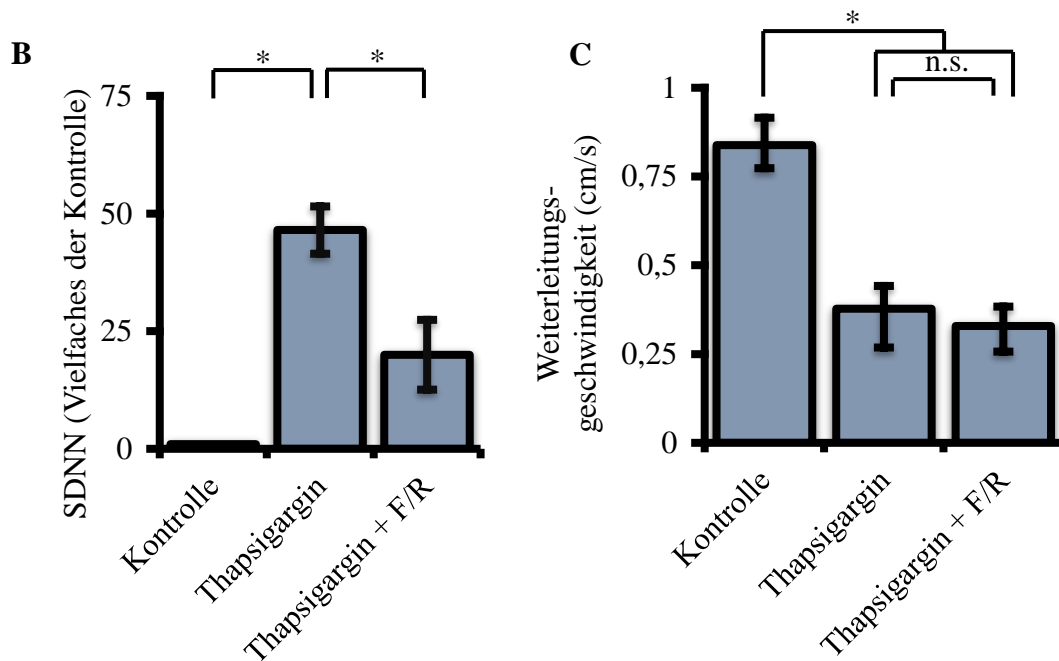 B
* *
SDNN (Vielfaches der Kontrolle)
75
50
25
0
Kontrolle
Thapsigargin
Thapsigargin + F/R
C
*
n.s.
Weiterleitungs-
geschwindigkeit (cm/s)
1
0,75
0,5
0,25
0
Kontrolle
Thapsigargin
Thapsigargin + F/R